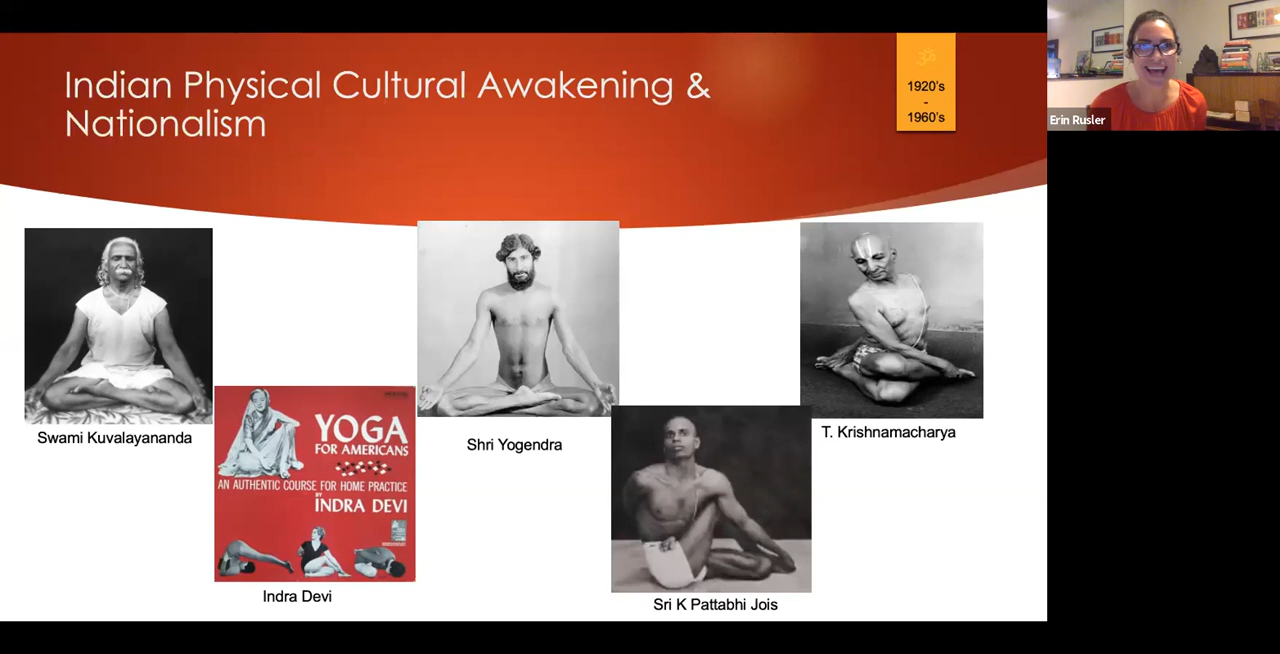 Indian Physical Cultural Awakening &
Nationalism
ॐ
1920's
-
1960's
Erin Rusler
Swami Kuvalayananda
YOGA
FOR AMERICANS
AN AUTHENTIC COURSE FOR HOME PRACTICE
BY
INDRA DEVI
Indra Devi
Shri Yogendra
Sri K Pattabhi Jois
T. Krishnamacharya